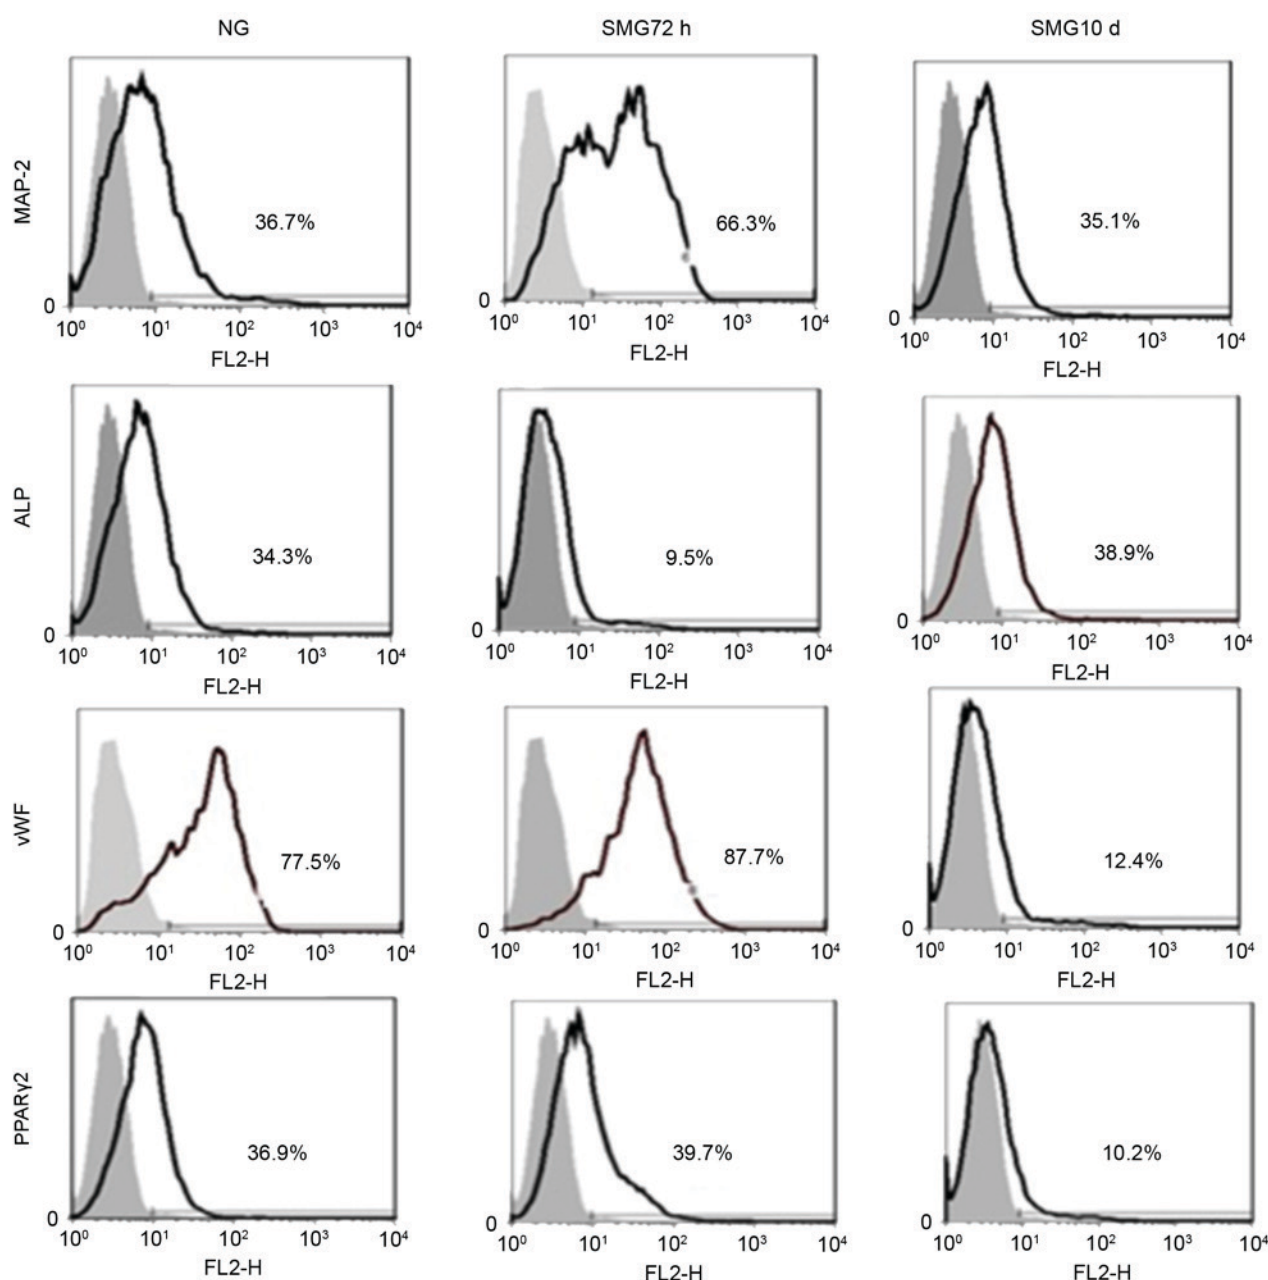 NG SMG72 h SMG10 d
MAP-2
36.7% 66.3% 35.1%
0 10⁰ 10¹ 10² 10³ 10⁴ 0 10⁰ 10¹ 10² 10³ 10⁴ 0 10⁰ 10¹ 10² 10³ 10⁴
FL2-H FL2-H FL2-H
ALP
34.3% 9.5% 38.9%
0 10⁰ 10¹ 10² 10³ 10⁴ 0 10⁰ 10¹ 10² 10³ 10⁴ 0 10⁰ 10¹ 10² 10³ 10⁴
FL2-H FL2-H FL2-H
vWF
77.5% 87.7% 12.4%
0 10⁰ 10¹ 10² 10³ 10⁴ 0 10⁰ 10¹ 10² 10³ 10⁴ 0 10⁰ 10¹ 10² 10³ 10⁴
FL2-H FL2-H FL2-H
PPARγ2
36.9% 39.7% 10.2%
0 10⁰ 10¹ 10² 10³ 10⁴ 0 10⁰ 10¹ 10² 10³ 10⁴ 0 10⁰ 10¹ 10² 10³ 10⁴
FL2-H FL2-H FL2-H